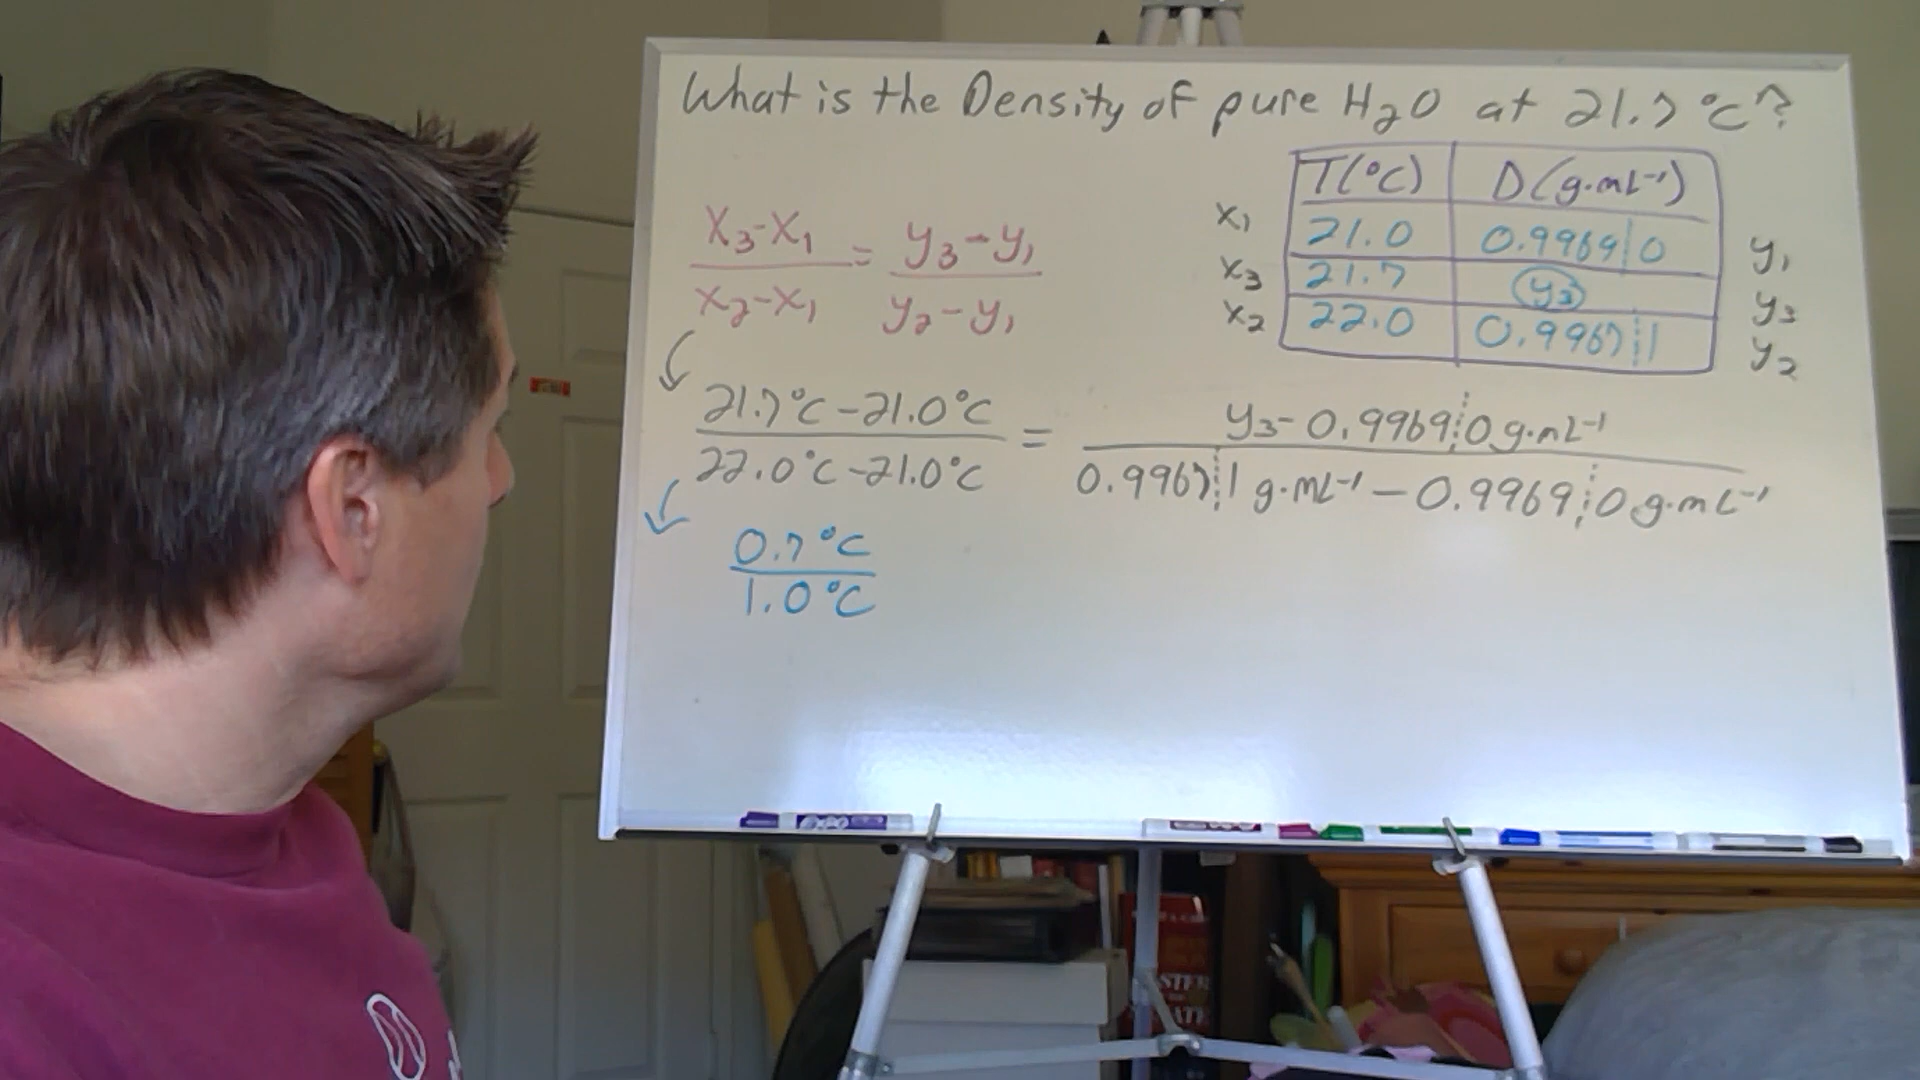 What is the Density of pure H₂O at 21.7 °C?
T(°C) D(g·mL⁻¹)
x₁ 21.0 0.9969|0 y₁
x₃ 21.7 y₃ y₃
x₂ 22.0 0.9967¦1 y₂
x₃-x₁ = y₃-y₁
x₂-x₁ y₂-y₁
21.7°C-21.0°C = y₃-0.9969¦0 g·mL⁻¹
22.0°C-21.0°C 0.9967¦1 g·mL⁻¹-0.9969¦0 g·mL⁻¹
0.7°C
1.0°C